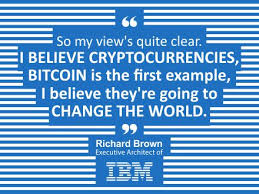 ❝
So my view's quite clear.
I BELIEVE CRYPTOCURRENCIES,
BITCOIN is the first example,
I believe they're going to
CHANGE THE WORLD.
❞
Richard Brown
Executive Architect of
IBM